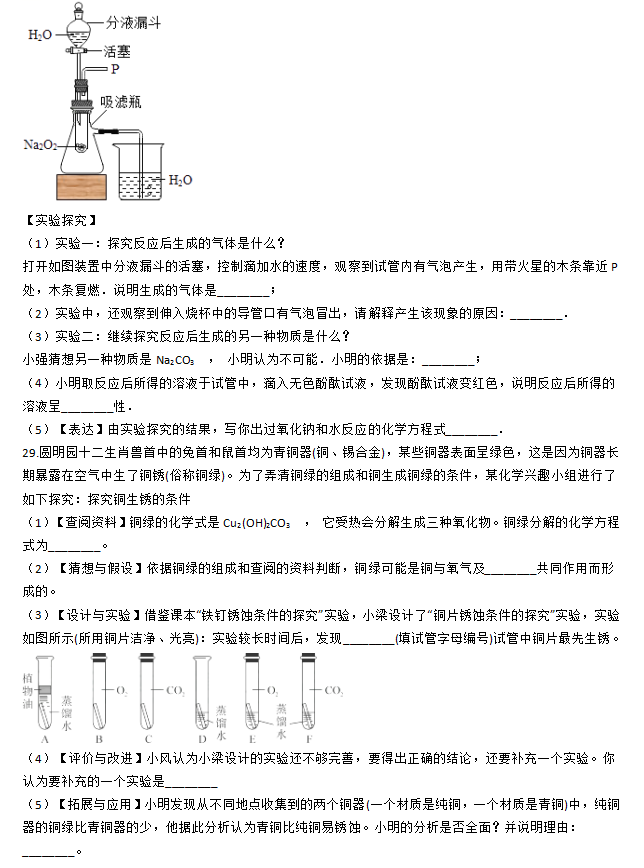 分液漏斗
H₂O
活塞
P
吸滤瓶
Na₂O₂
H₂O
【实验探究】
（1）实验一：探究反应后生成的气体是什么？
打开如图装置中分液漏斗的活塞，控制滴加水的速度，观察到试管内有气泡产生，用带火星的木条靠近 P
处，木条复燃．说明生成的气体是________；
（2）实验中，还观察到伸入烧杯中的导管口有气泡冒出，请解释产生该现象的原因：________．
（3）实验二：继续探究反应后生成的另一种物质是什么？
小强猜想另一种物质是 Na₂CO₃ ， 小明认为不可能．小明的依据是：________；
（4）小明取反应后所得的溶液于试管中，滴入无色酚酞试液，发现酚酞试液变红色，说明反应后所得的
溶液呈________性．
（5）【表达】由实验探究的结果，写你出过氧化钠和水反应的化学方程式________．
29.圆明园十二生肖兽首中的兔首和鼠首均为青铜器(铜、锡合金)，某些铜器表面呈绿色，这是因为铜器长
期暴露在空气中生了铜锈(俗称铜绿)。为了弄清铜绿的组成和铜生成铜绿的条件，某化学兴趣小组进行了
如下探究：探究铜生锈的条件
（1）【查阅资料】铜绿的化学式是 Cu₂(OH)₂CO₃ ， 它受热会分解生成三种氧化物。铜绿分解的化学方程
式为________。
（2）【猜想与假设】依据铜绿的组成和查阅的资料判断，铜绿可能是铜与氧气及________共同作用而形
成的。
（3）【设计与实验】借鉴课本“铁钉锈蚀条件的探究”实验，小梁设计了“铜片锈蚀条件的探究”实验，实验
如图所示(所用铜片洁净、光亮)：实验较长时间后，发现________(填试管字母编号)试管中铜片最先生锈。
植物油
蒸馏水
A
O₂
B
CO₂
C
蒸馏水
D
O₂
E
蒸馏水
CO₂
F
（4）【评价与改进】小风认为小梁设计的实验还不够完善，要得出正确的结论，还要补充一个实验。你
认为要补充的一个实验是________
（5）【拓展与应用】小明发现从不同地点收集到的两个铜器(一个材质是纯铜，一个材质是青铜)中，纯铜
器的铜绿比青铜器的少，他据此分析认为青铜比纯铜易锈蚀。小明的分析是否全面？并说明理由：
________。